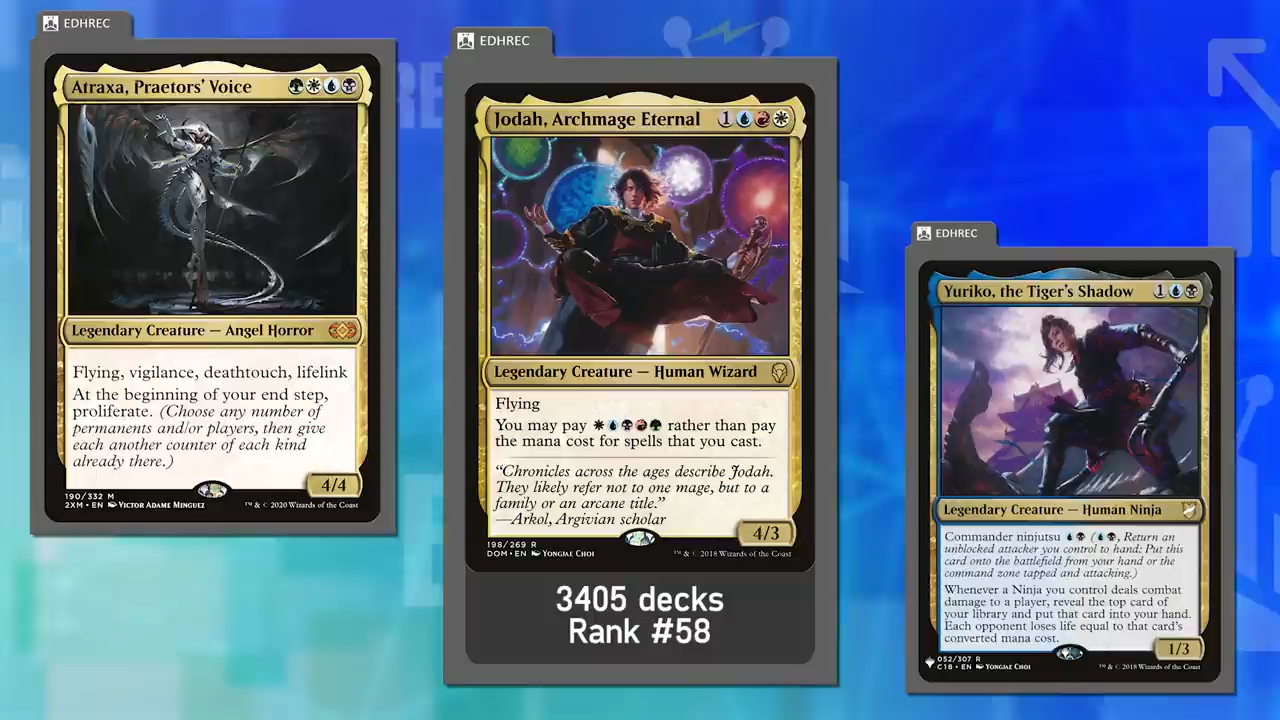 EDHREC
Atraxa, Praetors' Voice
Legendary Creature — Angel Horror
Flying, vigilance, deathtouch, lifelink
At the beginning of your end step,
proliferate. (Choose any number of
permanents and/or players, then give
each another counter of each kind
already there.)
4/4
190/332 M
2XM • EN VICTOR ADAME MINGUEZ
™ & © 2020 Wizards of the Coast
EDHREC
Jodah, Archmage Eternal 1
Legendary Creature — Human Wizard
Flying
You may pay rather than pay
the mana cost for spells that you cast.
"Chronicles across the ages describe Jodah.
They likely refer not to one mage, but to a
family or an arcane title."
—Arkol, Argivian scholar
4/3
198/269 R
DOM • EN YONGJAE CHOI
™ & © 2018 Wizards of the Coast
3405 decks
Rank #58
EDHREC
Yuriko, the Tiger's Shadow 1
Legendary Creature — Human Ninja
Commander ninjutsu ( , Return an
unblocked attacker you control to hand: Put this
card onto the battlefield from your hand or the
command zone tapped and attacking.)
Whenever a Ninja you control deals combat
damage to a player, reveal the top card of
your library and put that card into your hand.
Each opponent loses life equal to that card's
converted mana cost.
1/3
052/307 R
C18 • EN YONGJAE CHOI
™ & © 2018 Wizards of the Coast